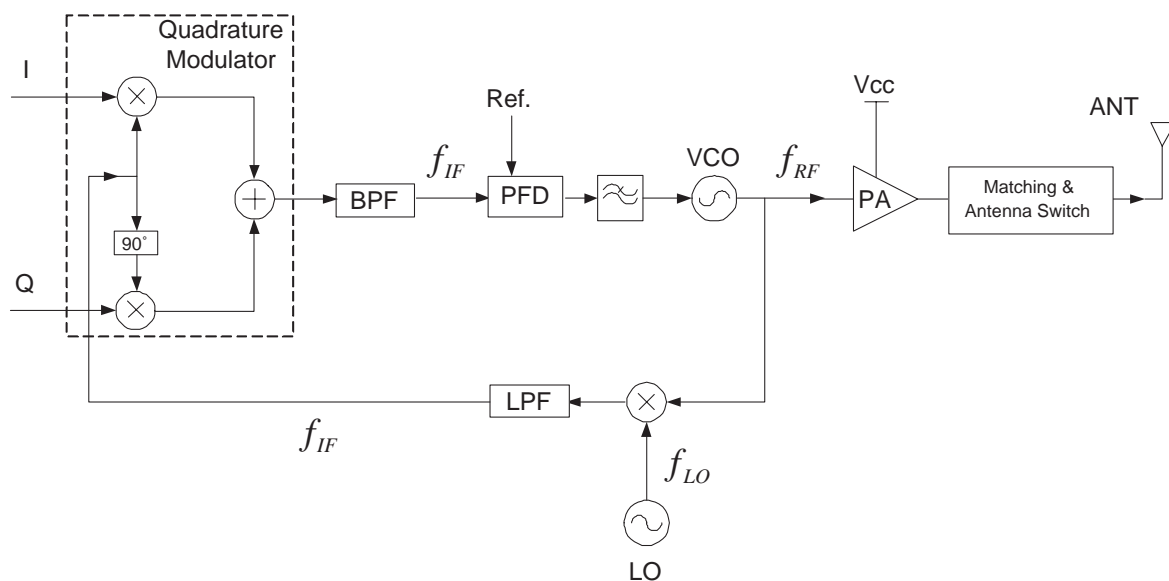 Quadrature
Modulator
I
Ref.
Vcc
ANT
f_IF
VCO
f_RF
BPF
PFD
PA
Matching &
Antenna Switch
90°
Q
LPF
f_IF
f_LO
LO